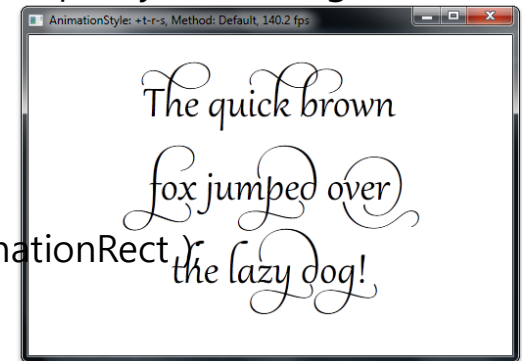 AnimationStyle: +t-r-s, Method: Default, 140.2 fps
The quick brown
fox jumped over
nationRect );
the lazy dog!